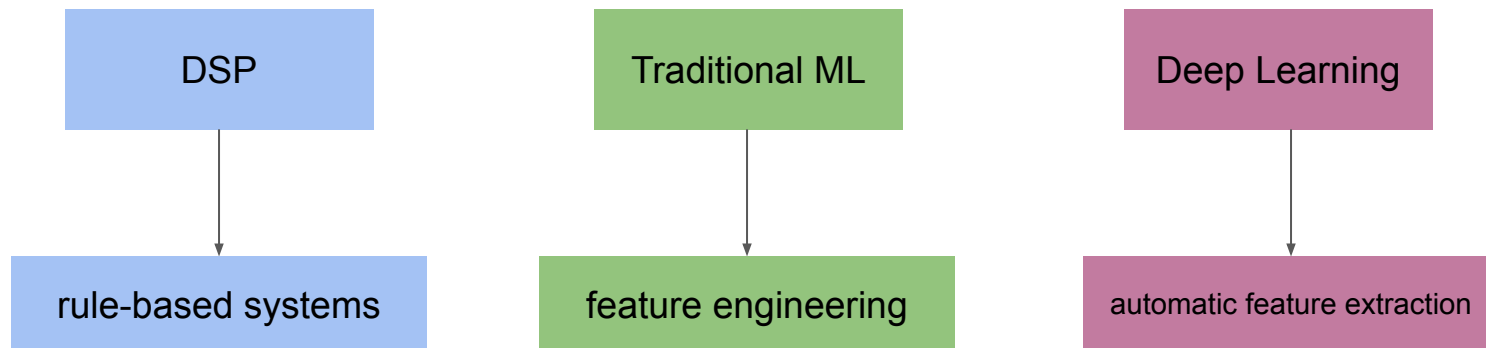 DSP
Traditional ML
Deep Learning
rule-based systems
feature engineering
automatic feature extraction